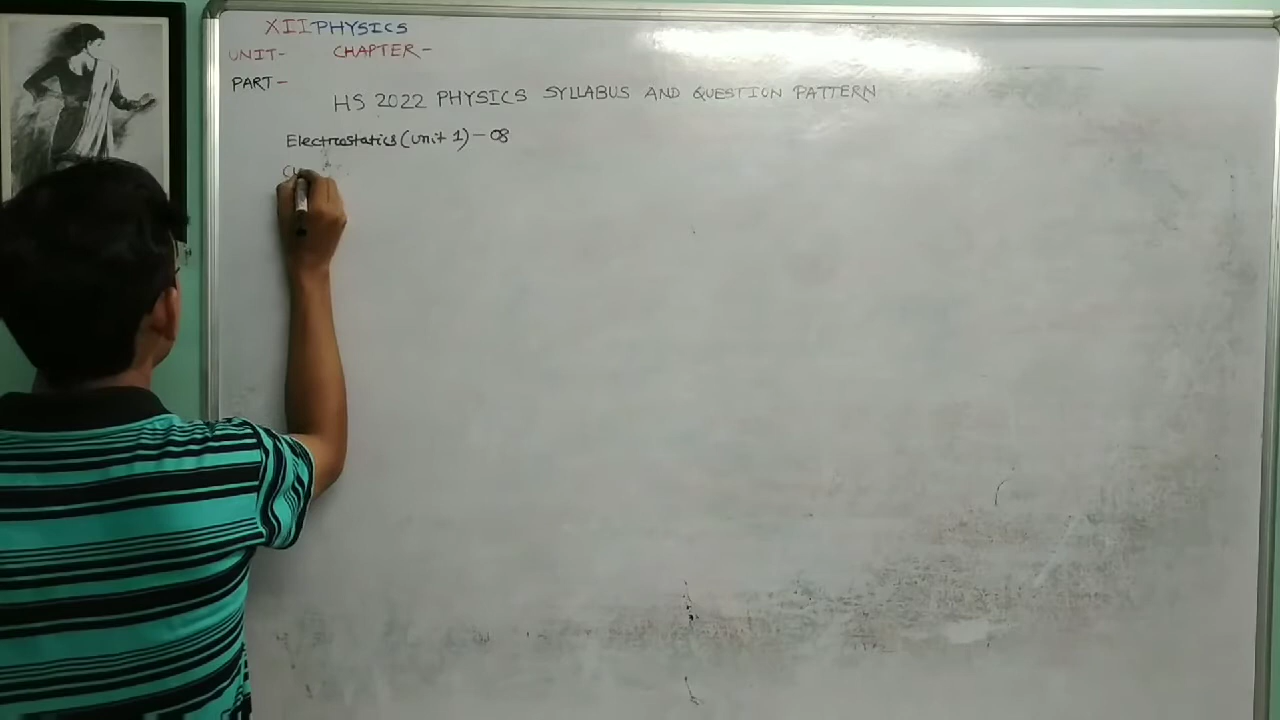 XII PHYSICS
UNIT- CHAPTER-
PART-
HS 2022 PHYSICS SYLLABUS AND QUESTION PATTERN
Electrostatics (Unit 1) - 08